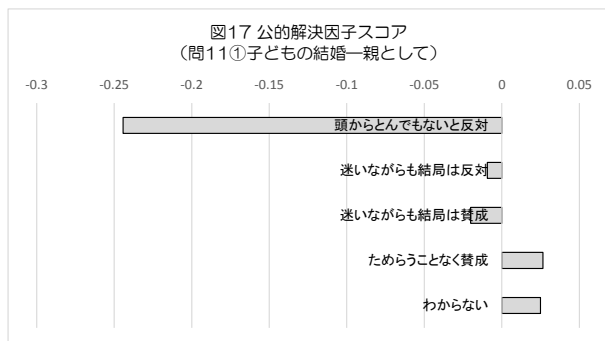 図17 公的解決因子スコア
（問11①子どもの結婚―親として）
-0.3 -0.25 -0.2 -0.15 -0.1 -0.05 0 0.05
頭からとんでもないと反対
迷いながらも結局は反対
迷いながらも結局は賛成
ためらうことなく賛成
わからない